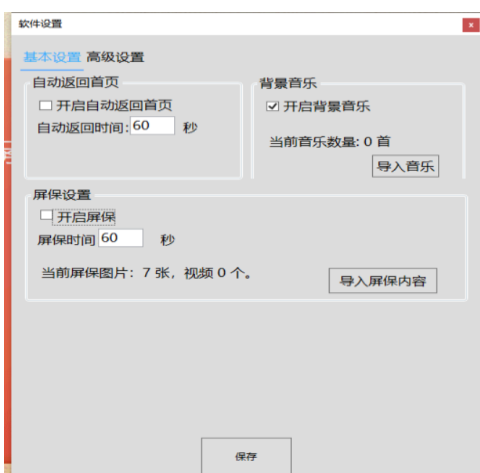 软件设置
x
基本设置 高级设置
自动返回首页
开启自动返回首页
自动返回时间: 60 秒
背景音乐
开启背景音乐
当前音乐数量: 0 首
导入音乐
屏保设置
开启屏保
屏保时间 60 秒
当前屏保图片：7 张，视频 0 个。
导入屏保内容
保存